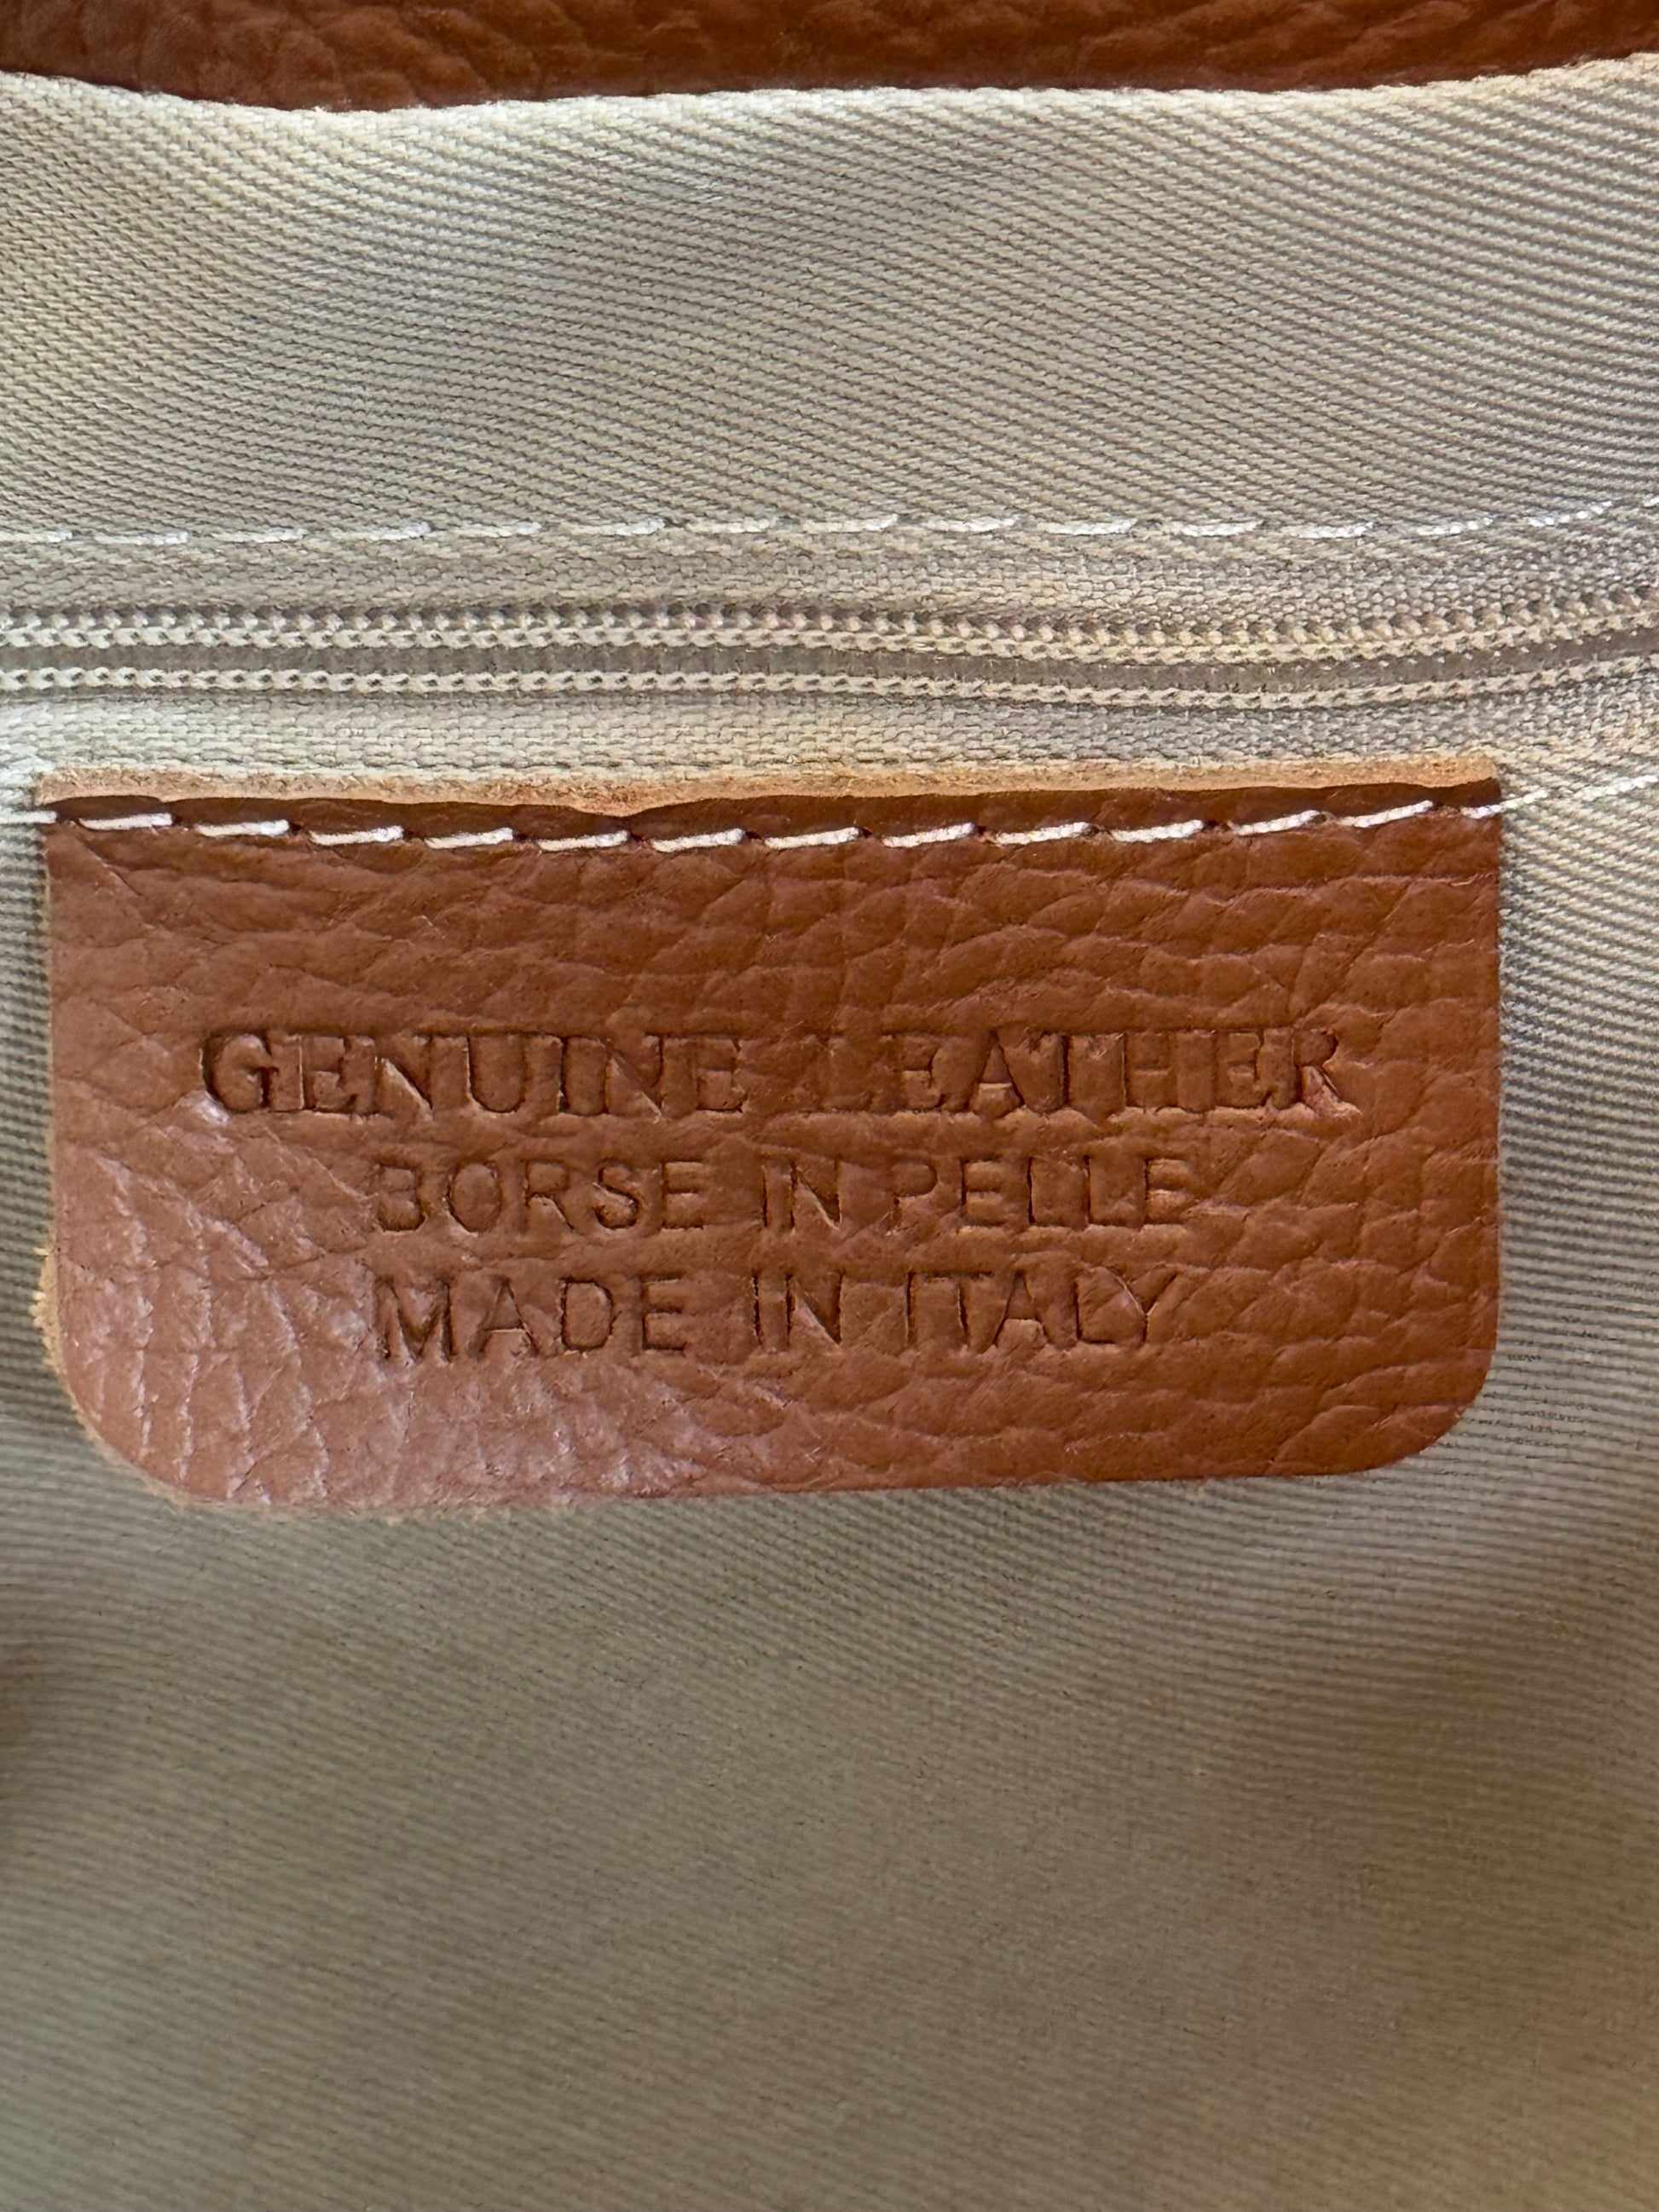 GENUINE LEATHER
BORSE IN PELLE
MADE IN ITALY